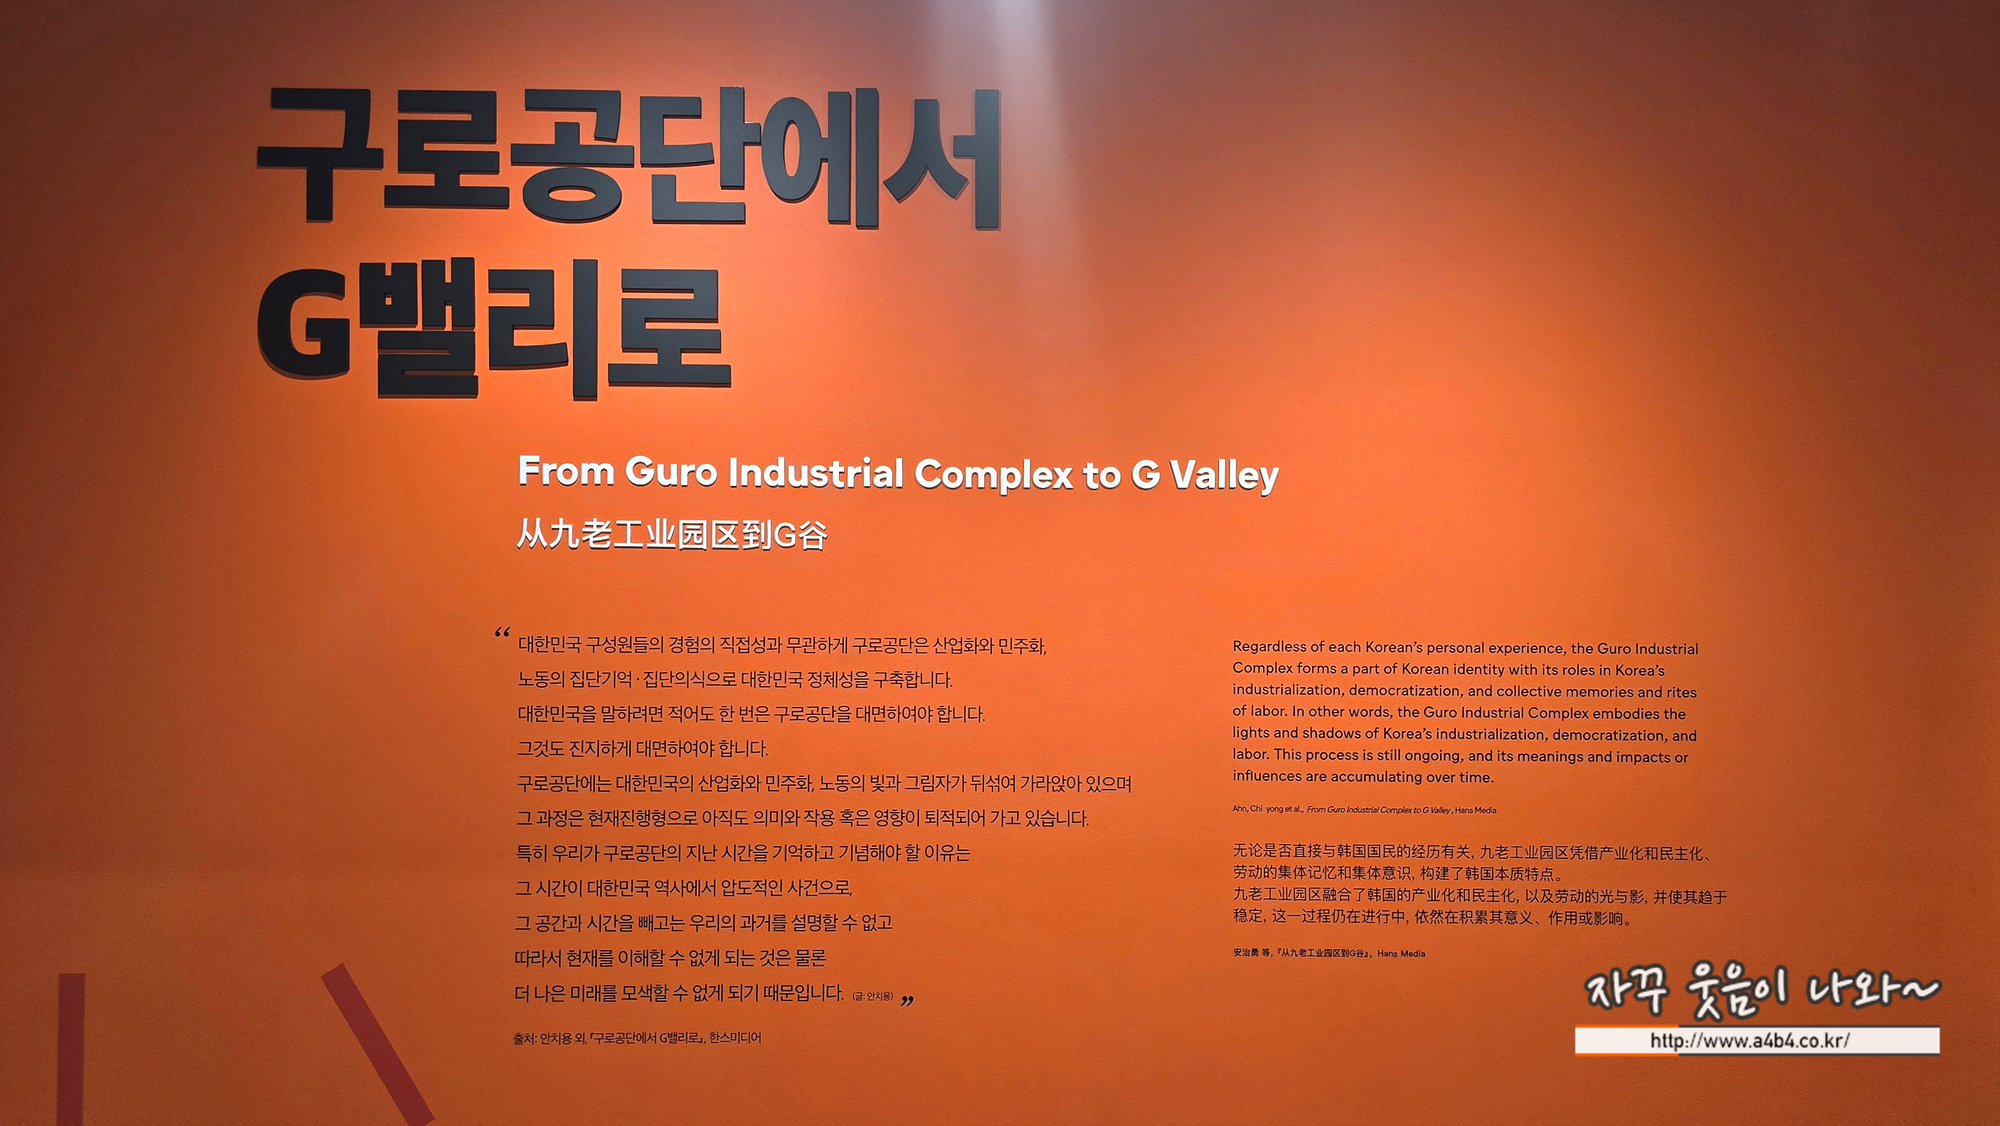 구로공단에서
G밸리로
From Guro Industrial Complex to G Valley
从九老工业园区到G谷
“ 대한민국 구성원들의 경험의 직접성과 무관하게 구로공단은 산업화와 민주화,
노동의 집단기억·집단의식으로 대한민국 정체성을 구축합니다.
대한민국을 말하려면 적어도 한 번은 구로공단을 대면하여야 합니다.
그것도 진지하게 대면하여야 합니다.
구로공단에는 대한민국의 산업화와 민주화, 노동의 빛과 그림자가 뒤섞여 가라앉아 있으며
그 과정은 현재진행형으로 아직도 의미와 작용 혹은 영향이 퇴적되어 가고 있습니다.
특히 우리가 구로공단의 지난 시간을 기억하고 기념해야 할 이유는
그 시간이 대한민국 역사에서 압도적인 사건으로,
그 공간과 시간을 빼고는 우리의 과거를 설명할 수 없고
따라서 현재를 이해할 수 없게 되는 것은 물론
더 나은 미래를 모색할 수 없게 되기 때문입니다. (글: 안치용) ”
출처: 안치용 외, 『구로공단에서 G밸리로』, 한스미디어
Regardless of each Korean’s personal experience, the Guro Industrial
Complex forms a part of Korean identity with its roles in Korea’s
industrialization, democratization, and collective memories and rites
of labor. In other words, the Guro Industrial Complex embodies the
lights and shadows of Korea’s industrialization, democratization, and
labor. This process is still ongoing, and its meanings and impacts or
influences are accumulating over time.
Ahn, Chi yong et al., From Guro Industrial Complex to G Valley, Hans Media
无论是否直接与韩国国民的经历有关, 九老工业园区凭借产业化和民主化、
劳动的集体记忆和集体意识, 构建了韩国本质特点。
九老工业园区融合了韩国的产业化和民主化, 以及劳动的光与影, 并使其趋于
稳定, 这一过程仍在进行中, 依然在积累其意义、作用或影响。
安治勇 等,『从九老工业园区到G谷』, Hans Media
자꾸 웃음이 나와~
http://www.a4b4.co.kr/